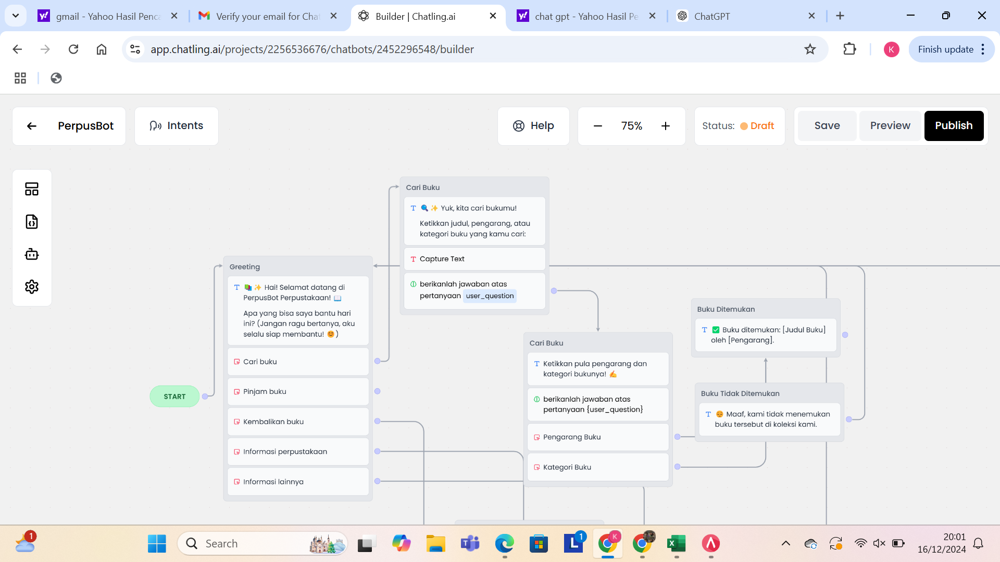 gmail - Yahoo Hasil Penca
Verify your email for Cha
Builder | Chatling.ai
chat gpt - Yahoo Hasil Pe
ChatGPT
app.chatling.ai/projects/2256536676/chatbots/2452296548/builder
K
Finish update
PerpusBot
Intents
Help
75%
Status: Draft
Save
Preview
Publish
Cari Buku
🔍 ✨ Yuk, kita cari bukumu!
Ketikkan judul, pengarang, atau
kategori buku yang kamu cari:
Capture Text
berikanlah jawaban atas
pertanyaan user_question
Greeting
📚 ✨ Hai! Selamat datang di
PerpusBot Perpustakaan! 📖
Apa yang bisa saya bantu hari
ini? (Jangan ragu bertanya, aku
selalu siap membantu! 😊)
Cari buku
Pinjam buku
Kembalikan buku
Informasi perpustakaan
Informasi lainnya
START
Cari Buku
Ketikkan pula pengarang dan
kategori bukunya! ✍️
berikanlah jawaban atas
pertanyaan {user_question}
Pengarang Buku
Kategori Buku
Buku Ditemukan
✅ Buku ditemukan: [Judul Buku]
oleh [Pengarang].
Buku Tidak Ditemukan
😔 Maaf, kami tidak menemukan
buku tersebut di koleksi kami.
1
Search
1
K
20:01
16/12/2024